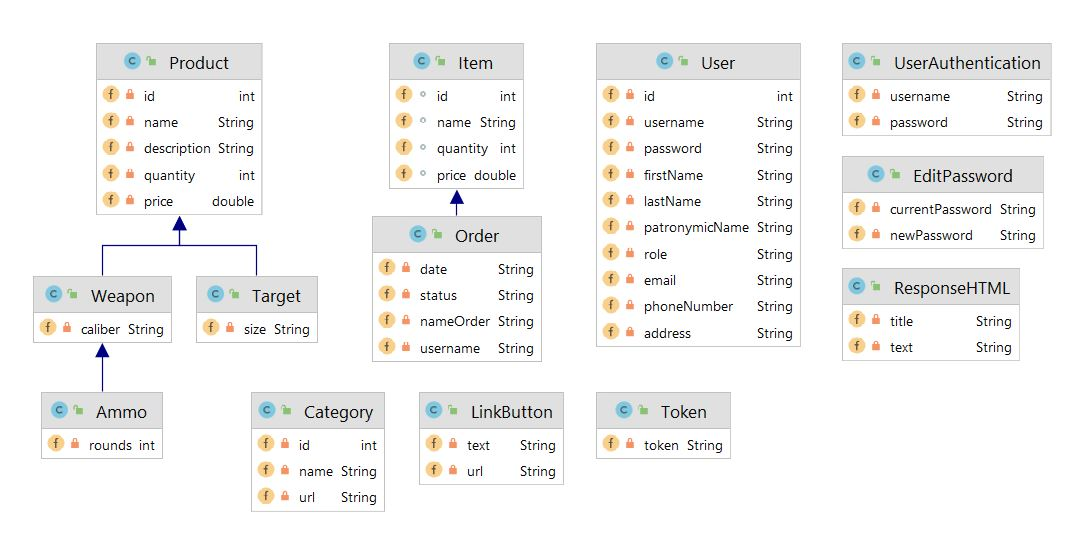 Product
id int
name String
description String
quantity int
price double
Item
id int
name String
quantity int
price double
User
id int
username String
password String
firstName String
lastName String
patronymicName String
role String
email String
phoneNumber String
address String
UserAuthentication
username String
password String
EditPassword
currentPassword String
newPassword String
Order
date String
status String
nameOrder String
username String
Weapon
caliber String
Target
size String
ResponseHTML
title String
text String
Ammo
rounds int
Category
id int
name String
url String
LinkButton
text String
url String
Token
token String